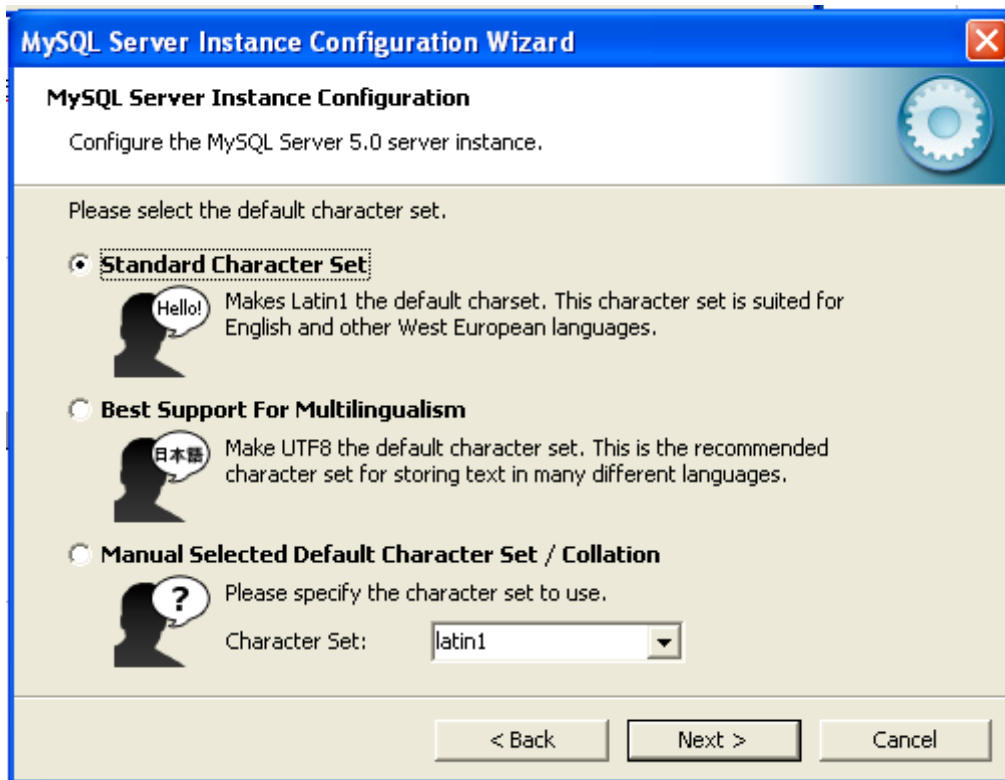 MySQL Server Instance Configuration Wizard
MySQL Server Instance Configuration
Configure the MySQL Server 5.0 server instance.
Please select the default character set.
Standard Character Set
Hello!
Makes Latin1 the default charset. This character set is suited for
English and other West European languages.
Best Support For Multilingualism
日本語
Make UTF8 the default character set. This is the recommended
character set for storing text in many different languages.
Manual Selected Default Character Set / Collation
?
Please specify the character set to use.
Character Set: latin1
< Back Next > Cancel